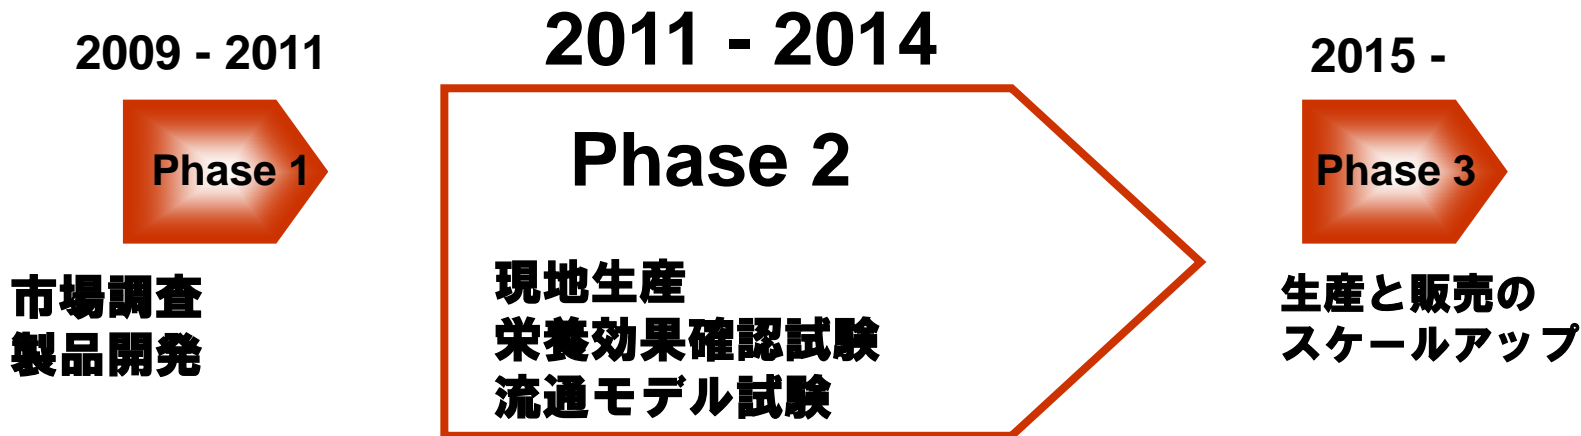 2009 - 2011
Phase 1
市場調査
製品開発
2011 - 2014
Phase 2
現地生産
栄養効果確認試験
流通モデル試験
2015 -
Phase 3
生産と販売の
スケールアップ